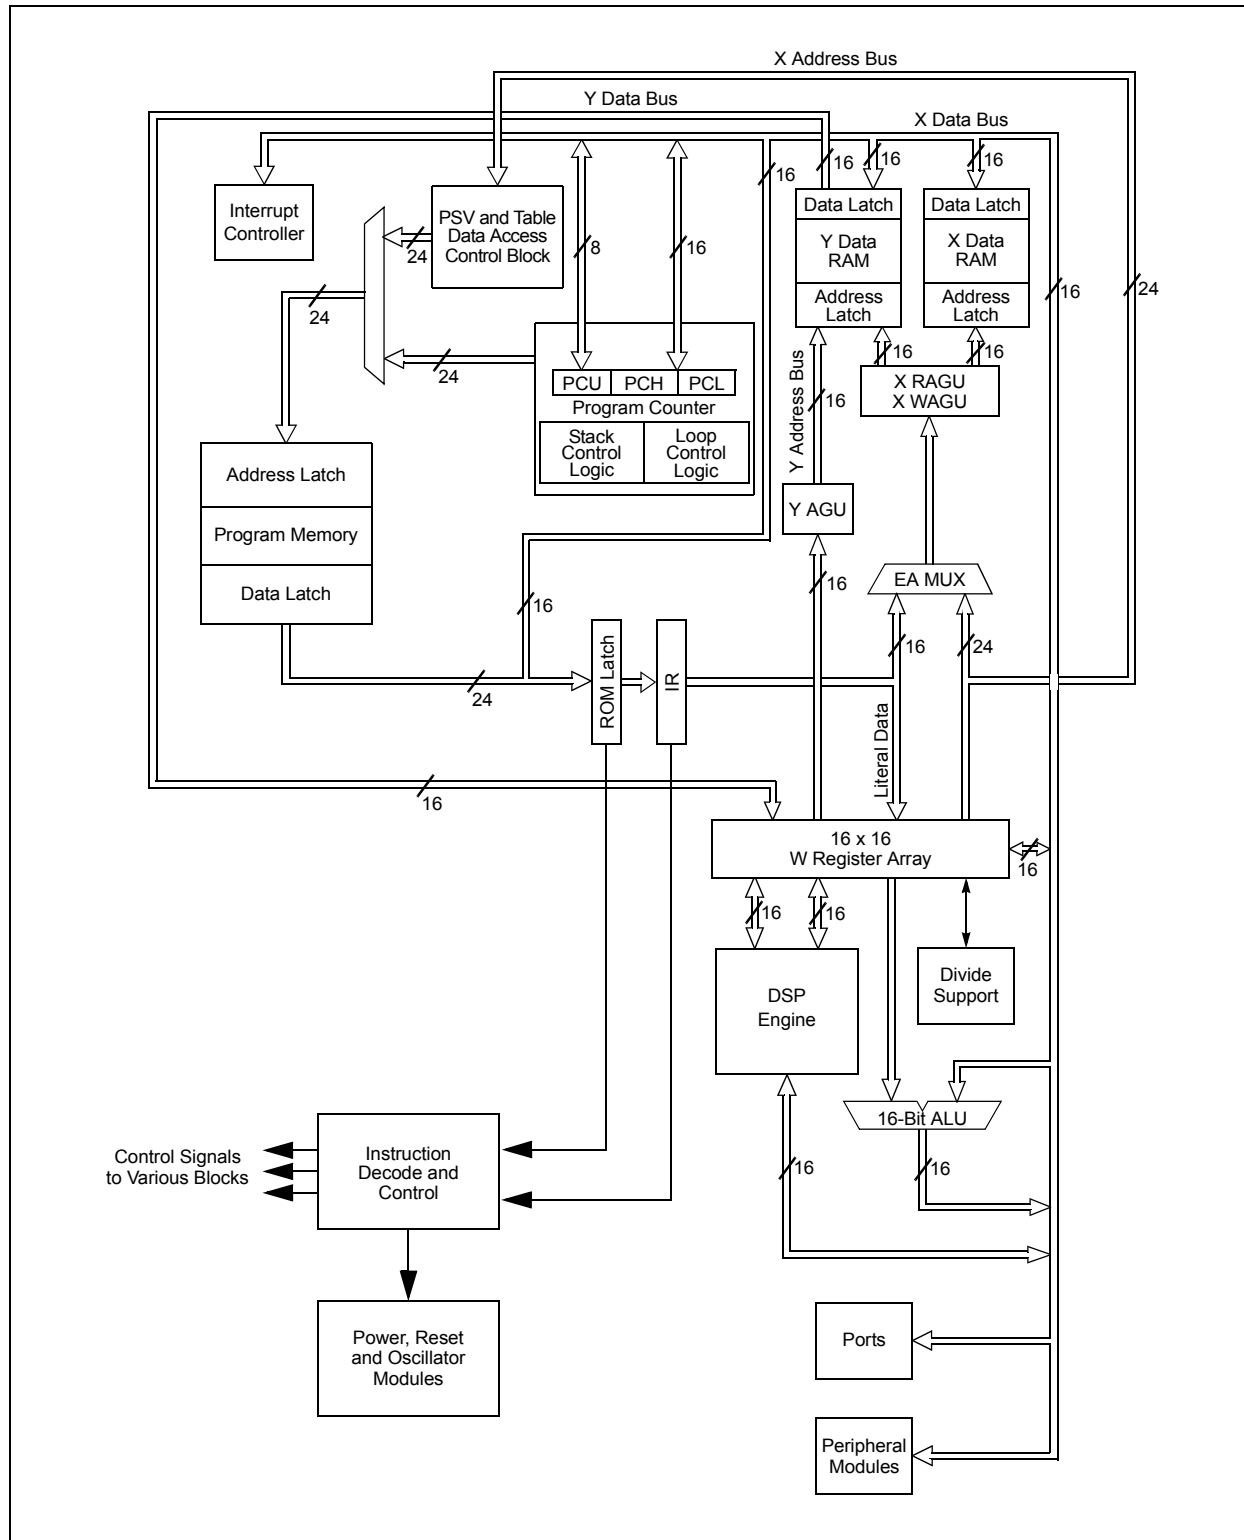 X Address Bus
Y Data Bus
X Data Bus
16
16
16
16
Interrupt
Controller
PSV and Table
Data Access
Control Block
24
8
16
Data Latch
Y Data
RAM
Address
Latch
Data Latch
X Data
RAM
Address
Latch
16
24
24
24
16
16
PCU
PCH
PCL
Program Counter
Stack
Control
Logic
Loop
Control
Logic
Y Address Bus
16
X RAGU
X WAGU
Address Latch
Program Memory
Data Latch
Y AGU
16
EA MUX
16
16
24
24
ROM Latch
IR
Literal Data
16
16 x 16
W Register Array
16
16
16
DSP
Engine
Divide
Support
16-Bit ALU
16
16
Control Signals
to Various Blocks
Instruction
Decode and
Control
Power, Reset
and Oscillator
Modules
Ports
Peripheral
Modules